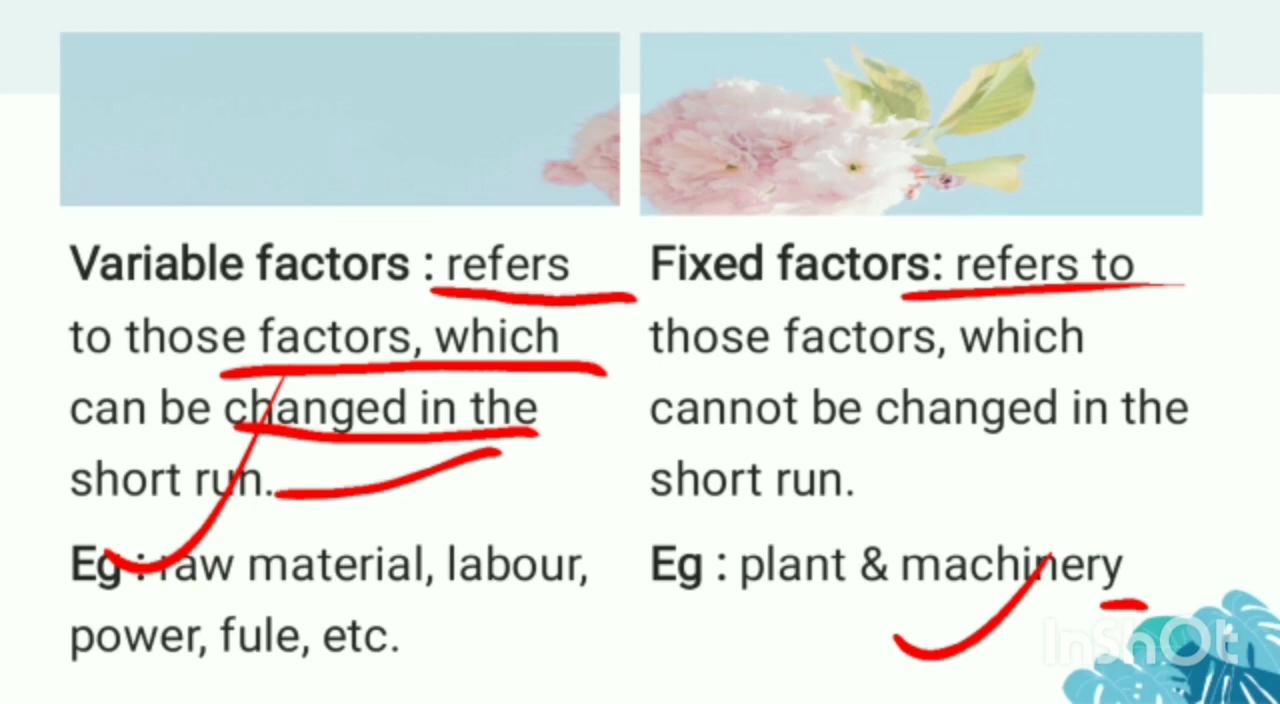 Variable factors : refers
to those factors, which
can be changed in the
short run.
Eg : raw material, labour,
power, fule, etc.
Fixed factors: refers to
those factors, which
cannot be changed in the
short run.
Eg : plant & machinery
InShOt